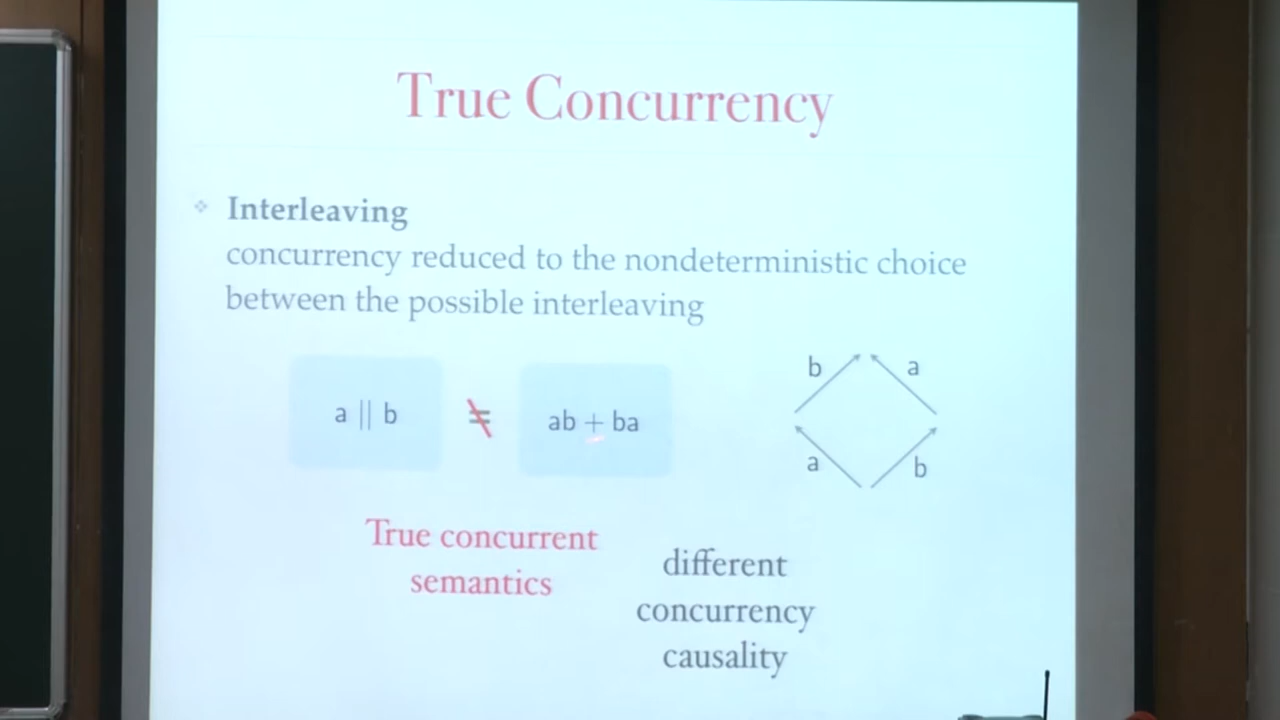 True Concurrency
Interleaving
concurrency reduced to the nondeterministic choice
between the possible interleaving
a || b ≠ ab + ba
b a
a b
True concurrent
semantics
different
concurrency
causality